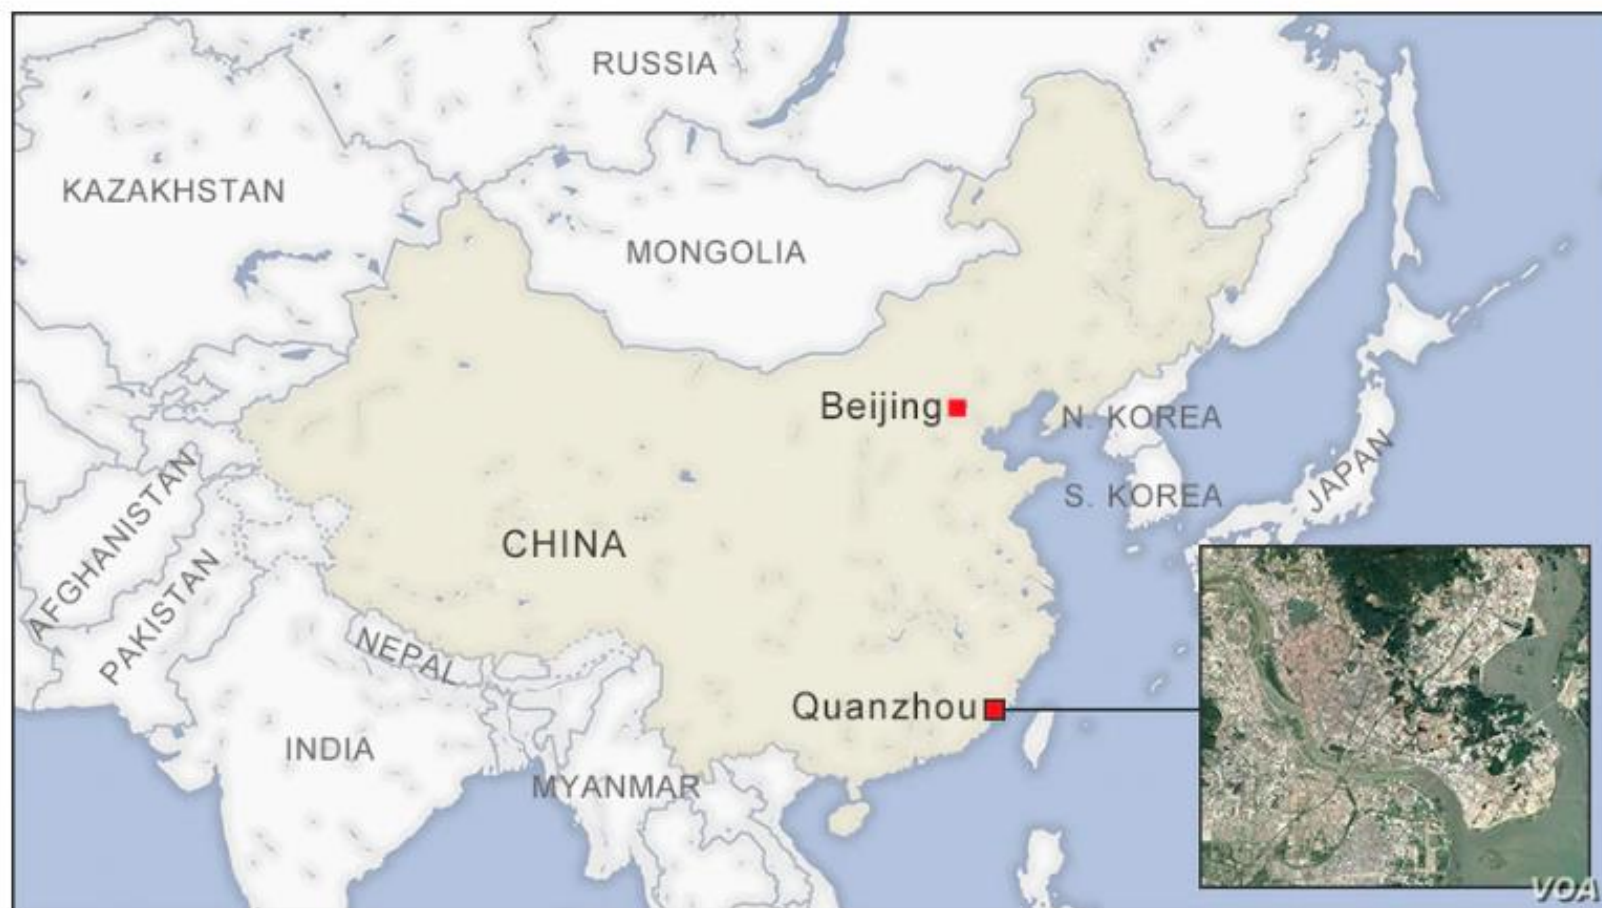 RUSSIA
KAZAKHSTAN
MONGOLIA
Beijing
N. KOREA
JAPAN
S. KOREA
CHINA
AFGHANISTAN
PAKISTAN
NEPAL
Quanzhou
INDIA
MYANMAR
VOA